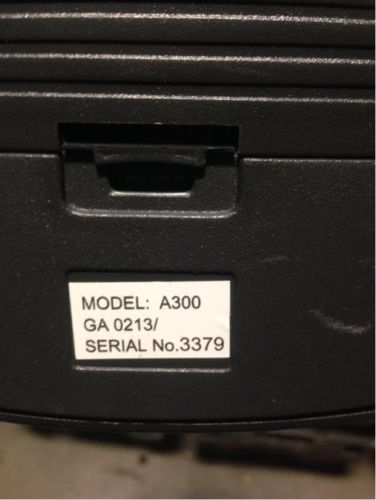 MODEL: A300
GA 0213/
SERIAL No.3379